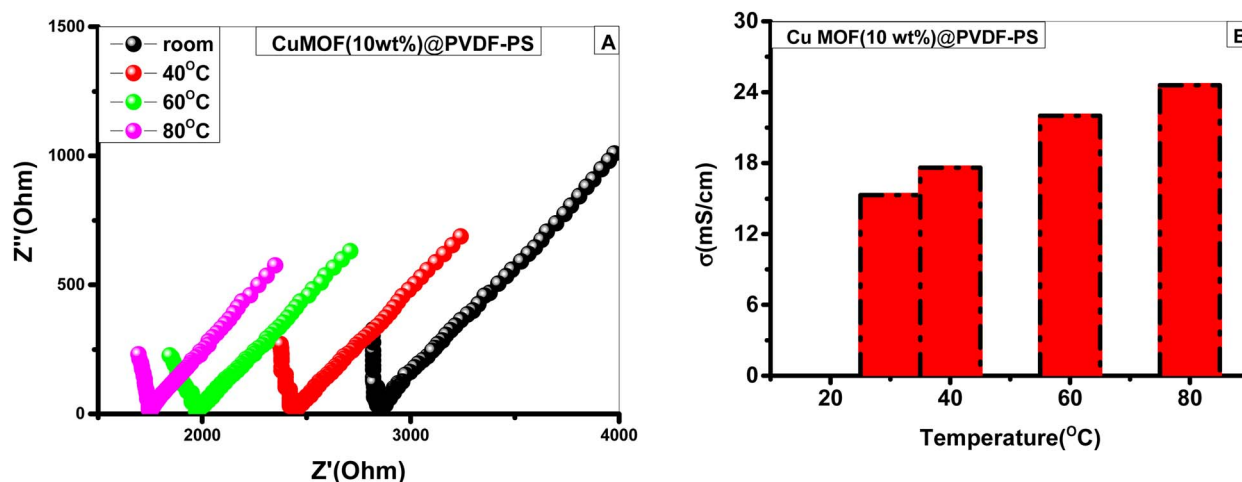 1500
1000
500
0
2000
3000
4000
Z''(Ohm)
Z'(Ohm)
room
40°C
60°C
80°C
CuMOF(10wt%)@PVDF-PS
A
30
24
18
12
6
0
20
40
60
80
σ(mS/cm)
Temperature(°C)
Cu MOF(10 wt%)@PVDF-PS